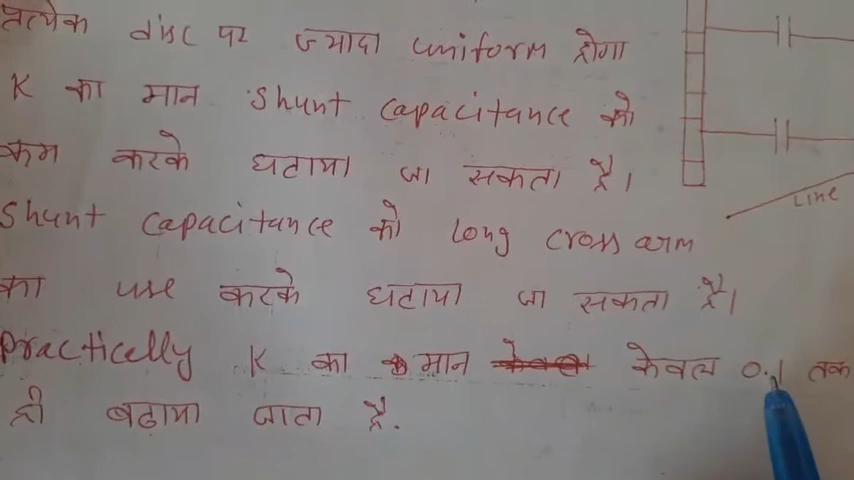 प्रत्येक disc पर ज्यादा uniform होगा
K का मान Shunt capacitance को
कम करके घटाया जा सकता है।
Shunt capacitance को long cross arm
का use करके घटाया जा सकता है।
Practically K का मान केवल 0.1 तक
ही बढाया जाता है.
Line